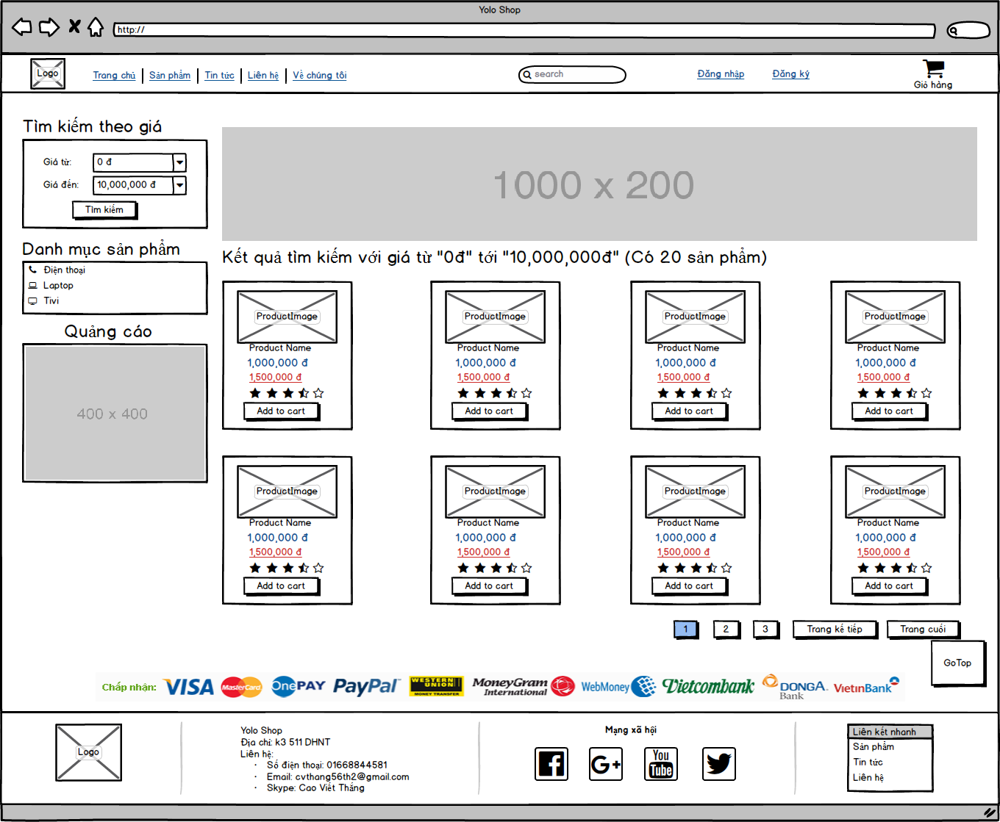 Yolo Shop
http://
Logo
Trang chủ
Sản phẩm
Tin tức
Liên hệ
Về chúng tôi
search
Đăng nhập
Đăng ký
Giỏ hàng
Tìm kiếm theo giá
Giá từ:
0 đ
Giá đến:
10,000,000 đ
Tìm kiếm
Danh mục sản phẩm
Điện thoại
Laptop
Tivi
Quảng cáo
400 x 400
1000 x 200
Kết quả tìm kiếm với giá từ "0đ" tới "10,000,000đ" (Có 20 sản phẩm)
ProductImage
Product Name
1,000,000 đ
1,500,000 đ
Add to cart
ProductImage
Product Name
1,000,000 đ
1,500,000 đ
Add to cart
ProductImage
Product Name
1,000,000 đ
1,500,000 đ
Add to cart
ProductImage
Product Name
1,000,000 đ
1,500,000 đ
Add to cart
ProductImage
Product Name
1,000,000 đ
1,500,000 đ
Add to cart
ProductImage
Product Name
1,000,000 đ
1,500,000 đ
Add to cart
ProductImage
Product Name
1,000,000 đ
1,500,000 đ
Add to cart
ProductImage
Product Name
1,000,000 đ
1,500,000 đ
Add to cart
1
2
3
Trang kế tiếp
Trang cuối
GoTop
Chấp nhận:
VISA
MasterCard
OnePAY
PayPal
WESTERN UNION
MONEY TRANSFER
MoneyGram
International
WebMoney
Vietcombank
DONGA
Bank
VIETINBANK
Logo
Yolo Shop
Địa chỉ: k3 511 DHNT
Liên hệ:
· Số điện thoại: 01668844581
· Email: cvthang56th2@gmail.com
· Skype: Cao Viết Thắng
Mạng xã hội
G+
You
Tube
Liên kết nhanh
Sản phẩm
Tin tức
Liên hệ